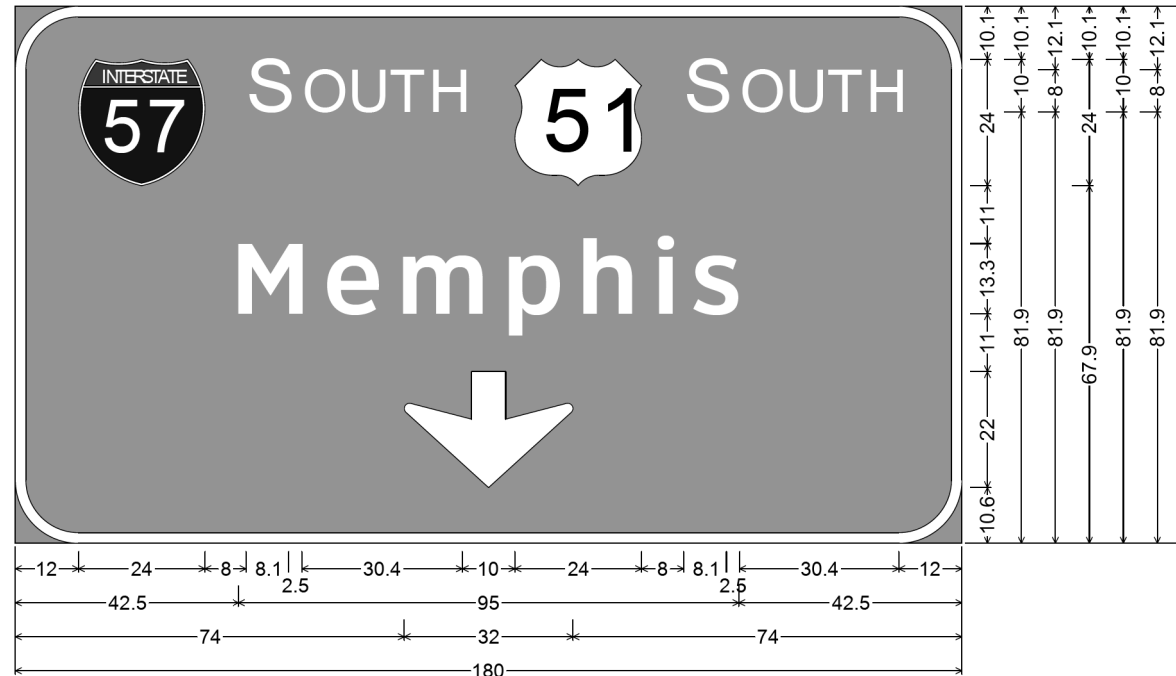 INTERSTATE
57 SOUTH 51 SOUTH
Memphis
10.1 10.1 12.1 10.1 10.1 12.1
24 10 8 24 10 8
11
13.3
11 81.9 81.9 67.9 81.9 81.9
22
10.6
12 24 8 8.1 2.5 30.4 10 24 8 8.1 2.5 30.4 12
42.5 95 42.5
74 32 74
180